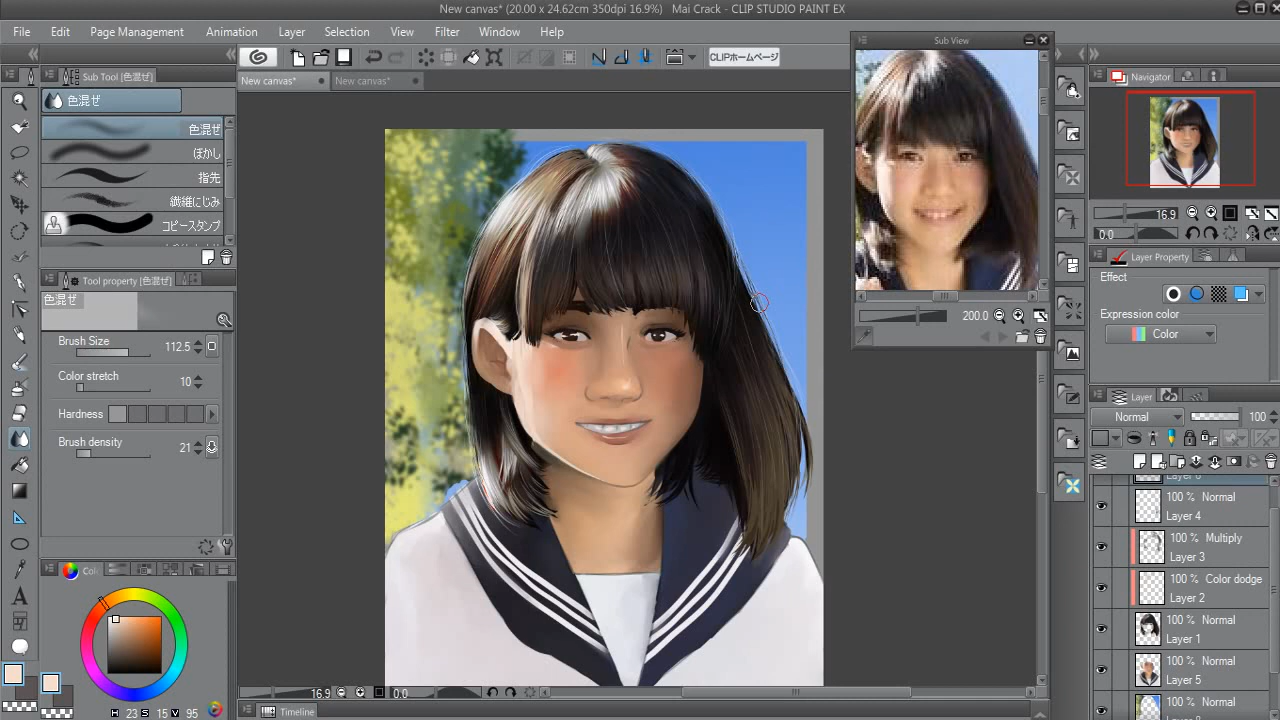 New canvas* (20.00 x 24.62cm 350dpi 16.9%)   Mai Crack - CLIP STUDIO PAINT EX
File Edit Page Management Animation Layer Selection View Filter Window Help
Sub Tool [色混ぜ]
色混ぜ
色混ぜ
ぼかし
指先
繊維にじみ
コピースタンプ
Tool property [色混ぜ]
色混ぜ
Brush Size 112.5
Color stretch 10
Hardness
Brush density 21
H 23 S 15 V 95
CLIPホームページ
New canvas* New canvas*
16.9 0.0
Timeline
Sub View
200.0
Navigator
16.9
0.0
Layer Property
Effect
Expression color
Color
Layer
Normal 100
100 % Normal
Layer 4
100 % Multiply
Layer 3
100 % Color dodge
Layer 2
100 % Normal
Layer 1
100 % Normal
Layer 5
100 % Normal